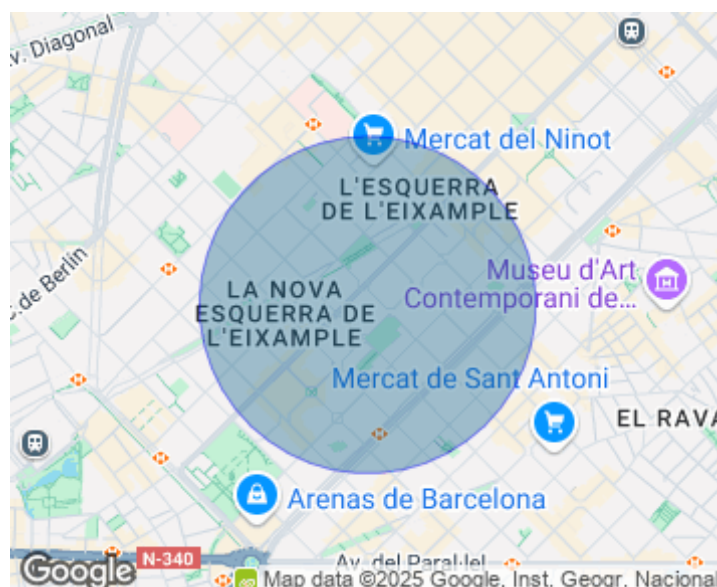 Av. Diagonal
Mercat del Ninot
L'ESQUERRA
DE L'EIXAMPLE
Museu d'Art
Contemporani de...
C. de Berlin
LA NOVA
ESQUERRA DE
L'EIXAMPLE
Mercat de Sant Antoni
EL RAVA
Arenas de Barcelona
N-340
Av. del Paral·lel
Google
Map data ©2025 Google, Inst. Geogr. Nacional